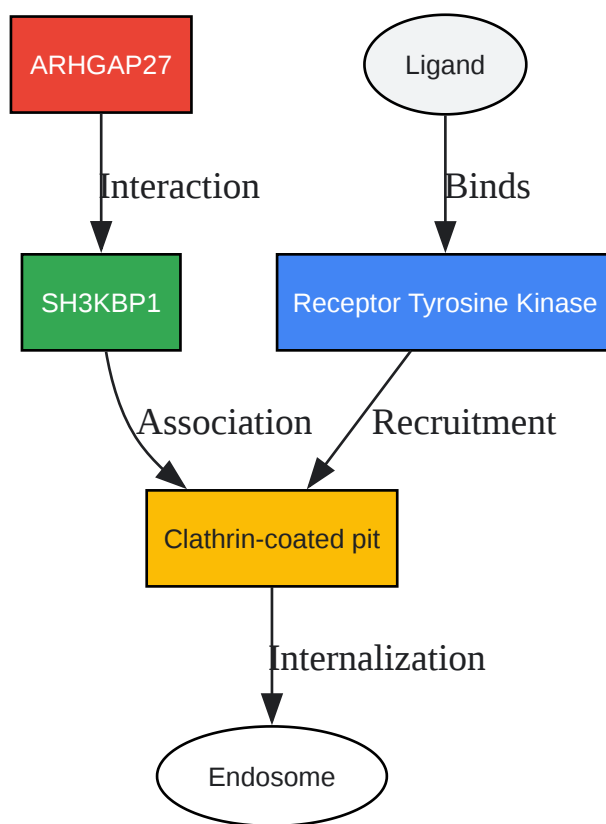 ARHGAP27
Ligand
Interaction
Binds
SH3KBP1
Receptor Tyrosine Kinase
Association
Recruitment
Clathrin-coated pit
Internalization
Endosome